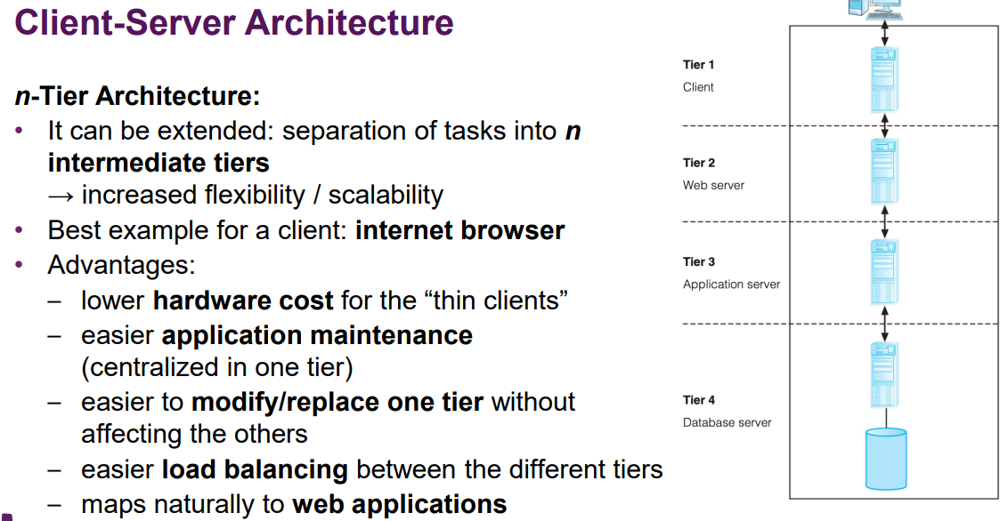 Client-Server Architecture
n-Tier Architecture:
• It can be extended: separation of tasks into n
intermediate tiers
→ increased flexibility / scalability
• Best example for a client: internet browser
• Advantages:
– lower hardware cost for the “thin clients”
– easier application maintenance
(centralized in one tier)
– easier to modify/replace one tier without
affecting the others
– easier load balancing between the different tiers
– maps naturally to web applications
Tier 1
Client
Tier 2
Web server
Tier 3
Application server
Tier 4
Database server